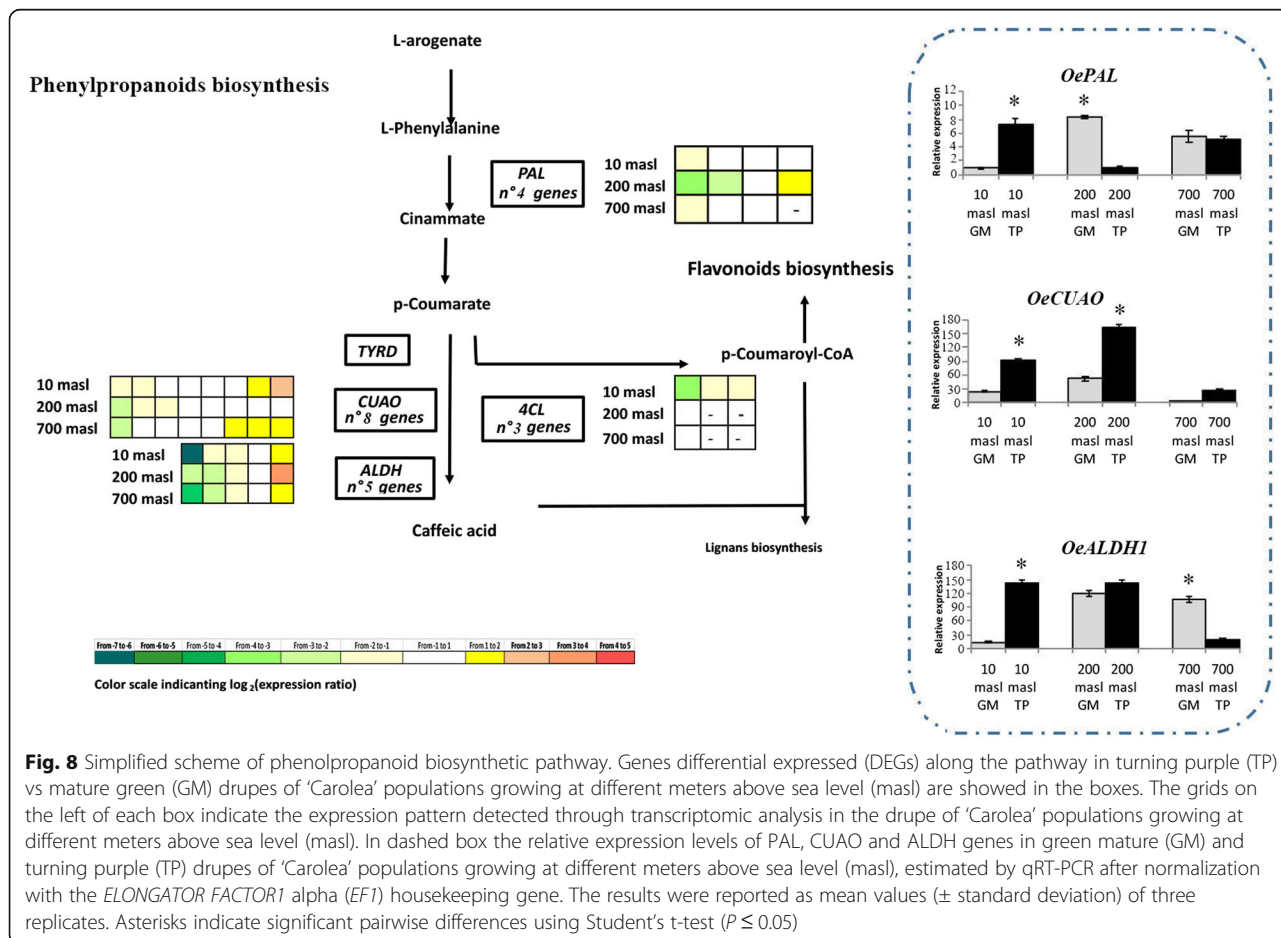 L-arogenate
Phenylpropanoids biosynthesis
L-Phenylalanine
PAL
n°4 genes
10 masl
200 masl
700 masl
-
Cinammate
Flavonoids biosynthesis
p-Coumarate
TYRD
p-Coumaroyl-CoA
10 masl
200 masl
700 masl
CUAO
n°8 genes
4CL
n°3 genes
10 masl
200 masl - -
700 masl - -
10 masl
200 masl
700 masl
ALDH
n°5 genes
Caffeic acid
Lignans biosynthesis
From -7 to -6 From -6 to -5 From -5 to -4 From -4 to -3 From -3 to -2 From -2 to -1 From -1 to 1 From 1 to 2 From 2 to 3 From 3 to 4 From 4 to 5
Color scale indicanting log 2(expression ratio)
OePAL
Relative expression
12
10
8
6
4
2
0
* *
10 10 200 200 700 700
masl masl masl masl masl masl
GM TP GM TP GM TP
OeCUAO
Relative expression
180
150
120
90
60
30
0
* *
10 10 200 200 700 700
masl masl masl masl masl masl
GM TP GM TP GM TP
OeALDH1
Relative expression
180
150
120
90
60
30
0
* *
10 10 200 200 700 700
masl masl masl masl masl masl
GM TP GM TP GM TP
Fig. 8 Simplified scheme of phenolpropanoid biosynthetic pathway. Genes differential expressed (DEGs) along the pathway in turning purple (TP)
vs mature green (GM) drupes of ‘Carolea’ populations growing at different meters above sea level (masl) are showed in the boxes. The grids on
the left of each box indicate the expression pattern detected through transcriptomic analysis in the drupe of ‘Carolea’ populations growing at
different meters above sea level (masl). In dashed box the relative expression levels of PAL, CUAO and ALDH genes in green mature (GM) and
turning purple (TP) drupes of ‘Carolea’ populations growing at different meters above sea level (masl), estimated by qRT-PCR after normalization
with the ELONGATOR FACTOR1 alpha (EF1) housekeeping gene. The results were reported as mean values (± standard deviation) of three
replicates. Asterisks indicate significant pairwise differences using Student’s t-test (P ≤ 0.05)